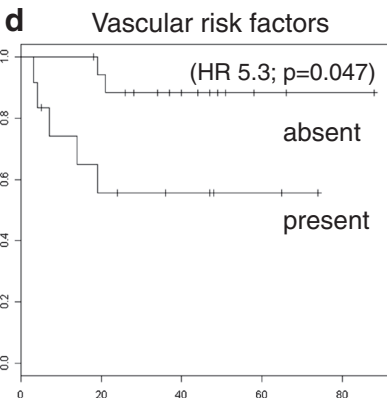 d Vascular risk factors
(HR 5.3; p=0.047)
absent
present
1.0
0.8
0.6
0.4
0.2
0.0
0 20 40 60 80